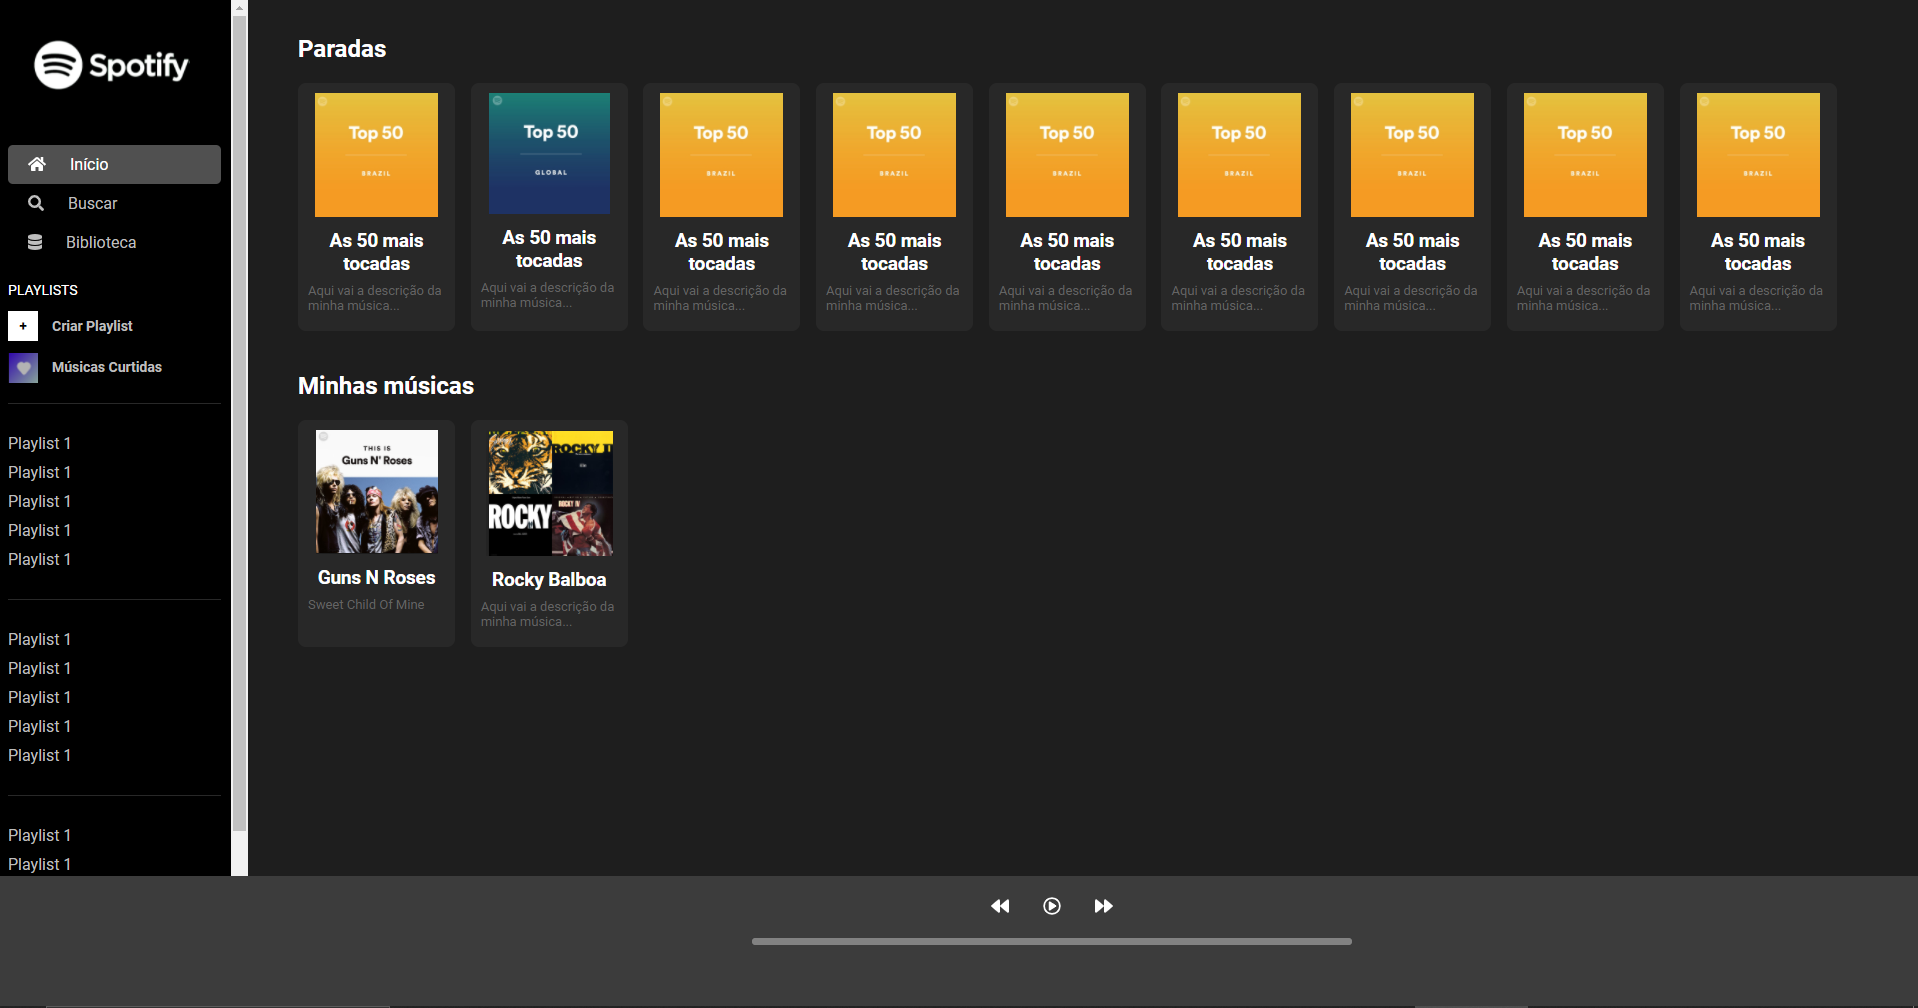 Spotify
Início
Buscar
Biblioteca
PLAYLISTS
+ Criar Playlist
Músicas Curtidas
Playlist 1
Playlist 1
Playlist 1
Playlist 1
Playlist 1
Playlist 1
Playlist 1
Playlist 1
Playlist 1
Playlist 1
Playlist 1
Playlist 1
Paradas
Top 50
BRAZIL
As 50 mais
tocadas
Aqui vai a descrição da
minha música...
Top 50
GLOBAL
As 50 mais
tocadas
Aqui vai a descrição da
minha música...
Top 50
BRAZIL
As 50 mais
tocadas
Aqui vai a descrição da
minha música...
Top 50
BRAZIL
As 50 mais
tocadas
Aqui vai a descrição da
minha música...
Top 50
BRAZIL
As 50 mais
tocadas
Aqui vai a descrição da
minha música...
Top 50
BRAZIL
As 50 mais
tocadas
Aqui vai a descrição da
minha música...
Top 50
BRAZIL
As 50 mais
tocadas
Aqui vai a descrição da
minha música...
Top 50
BRAZIL
As 50 mais
tocadas
Aqui vai a descrição da
minha música...
Top 50
BRAZIL
As 50 mais
tocadas
Aqui vai a descrição da
minha música...
Minhas músicas
THIS IS
Guns N' Roses
Guns N Roses
Sweet Child Of Mine
ROCKY II
ROCKY
ROCKY IV
Rocky Balboa
Aqui vai a descrição da
minha música...